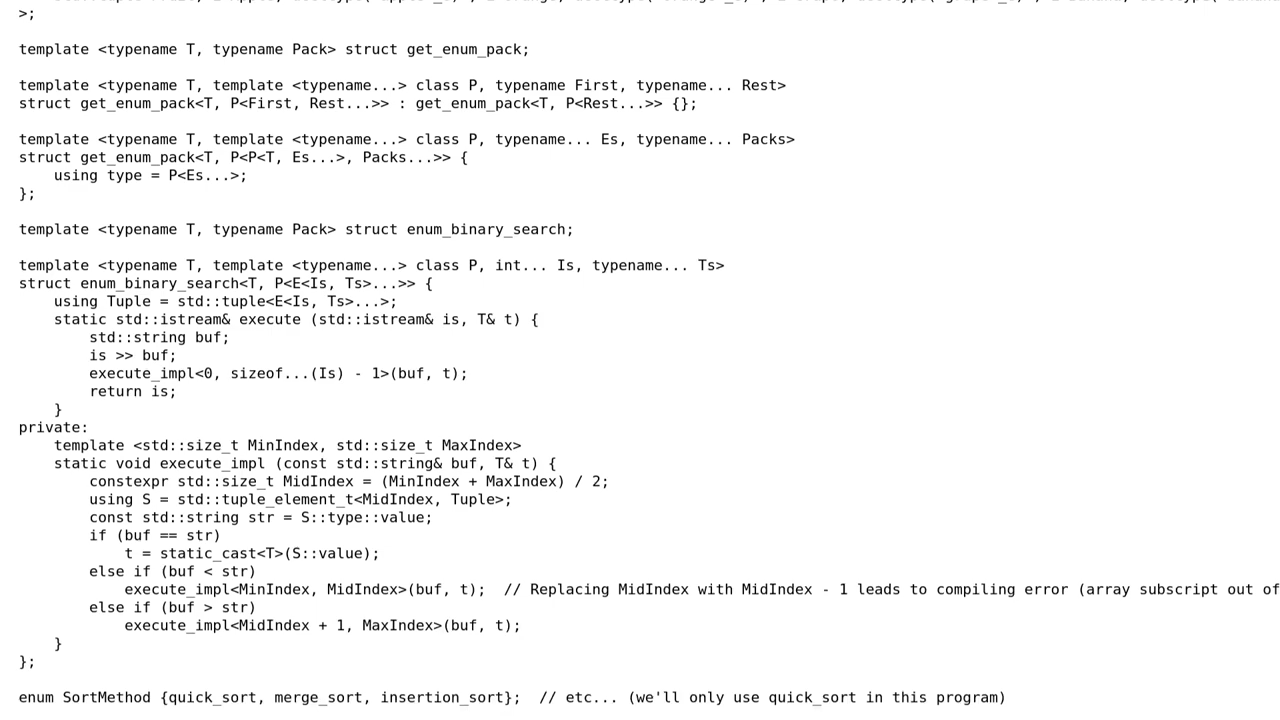 >;
template <typename T, typename Pack> struct get_enum_pack;
template <typename T, template <typename...> class P, typename First, typename... Rest>
struct get_enum_pack<T, P<First, Rest...>> : get_enum_pack<T, P<Rest...>> {};
template <typename T, template <typename...> class P, typename... Es, typename... Packs>
struct get_enum_pack<T, P<P<T, Es...>, Packs...>> {
    using type = P<Es...>;
};
template <typename T, typename Pack> struct enum_binary_search;
template <typename T, template <typename...> class P, int... Is, typename... Ts>
struct enum_binary_search<T, P<E<Is, Ts>...>> {
    using Tuple = std::tuple<E<Is, Ts>...>;
    static std::istream& execute (std::istream& is, T& t) {
        std::string buf;
        is >> buf;
        execute_impl<0, sizeof...(Is) - 1>(buf, t);
        return is;
    }
private:
    template <std::size_t MinIndex, std::size_t MaxIndex>
    static void execute_impl (const std::string& buf, T& t) {
        constexpr std::size_t MidIndex = (MinIndex + MaxIndex) / 2;
        using S = std::tuple_element_t<MidIndex, Tuple>;
        const std::string str = S::type::value;
        if (buf == str)
            t = static_cast<T>(S::value);
        else if (buf < str)
            execute_impl<MinIndex, MidIndex>(buf, t);  // Replacing MidIndex with MidIndex - 1 leads to compiling error (array subscript out of
        else if (buf > str)
            execute_impl<MidIndex + 1, MaxIndex>(buf, t);
    }
};
enum SortMethod {quick_sort, merge_sort, insertion_sort};  // etc... (we'll only use quick_sort in this program)